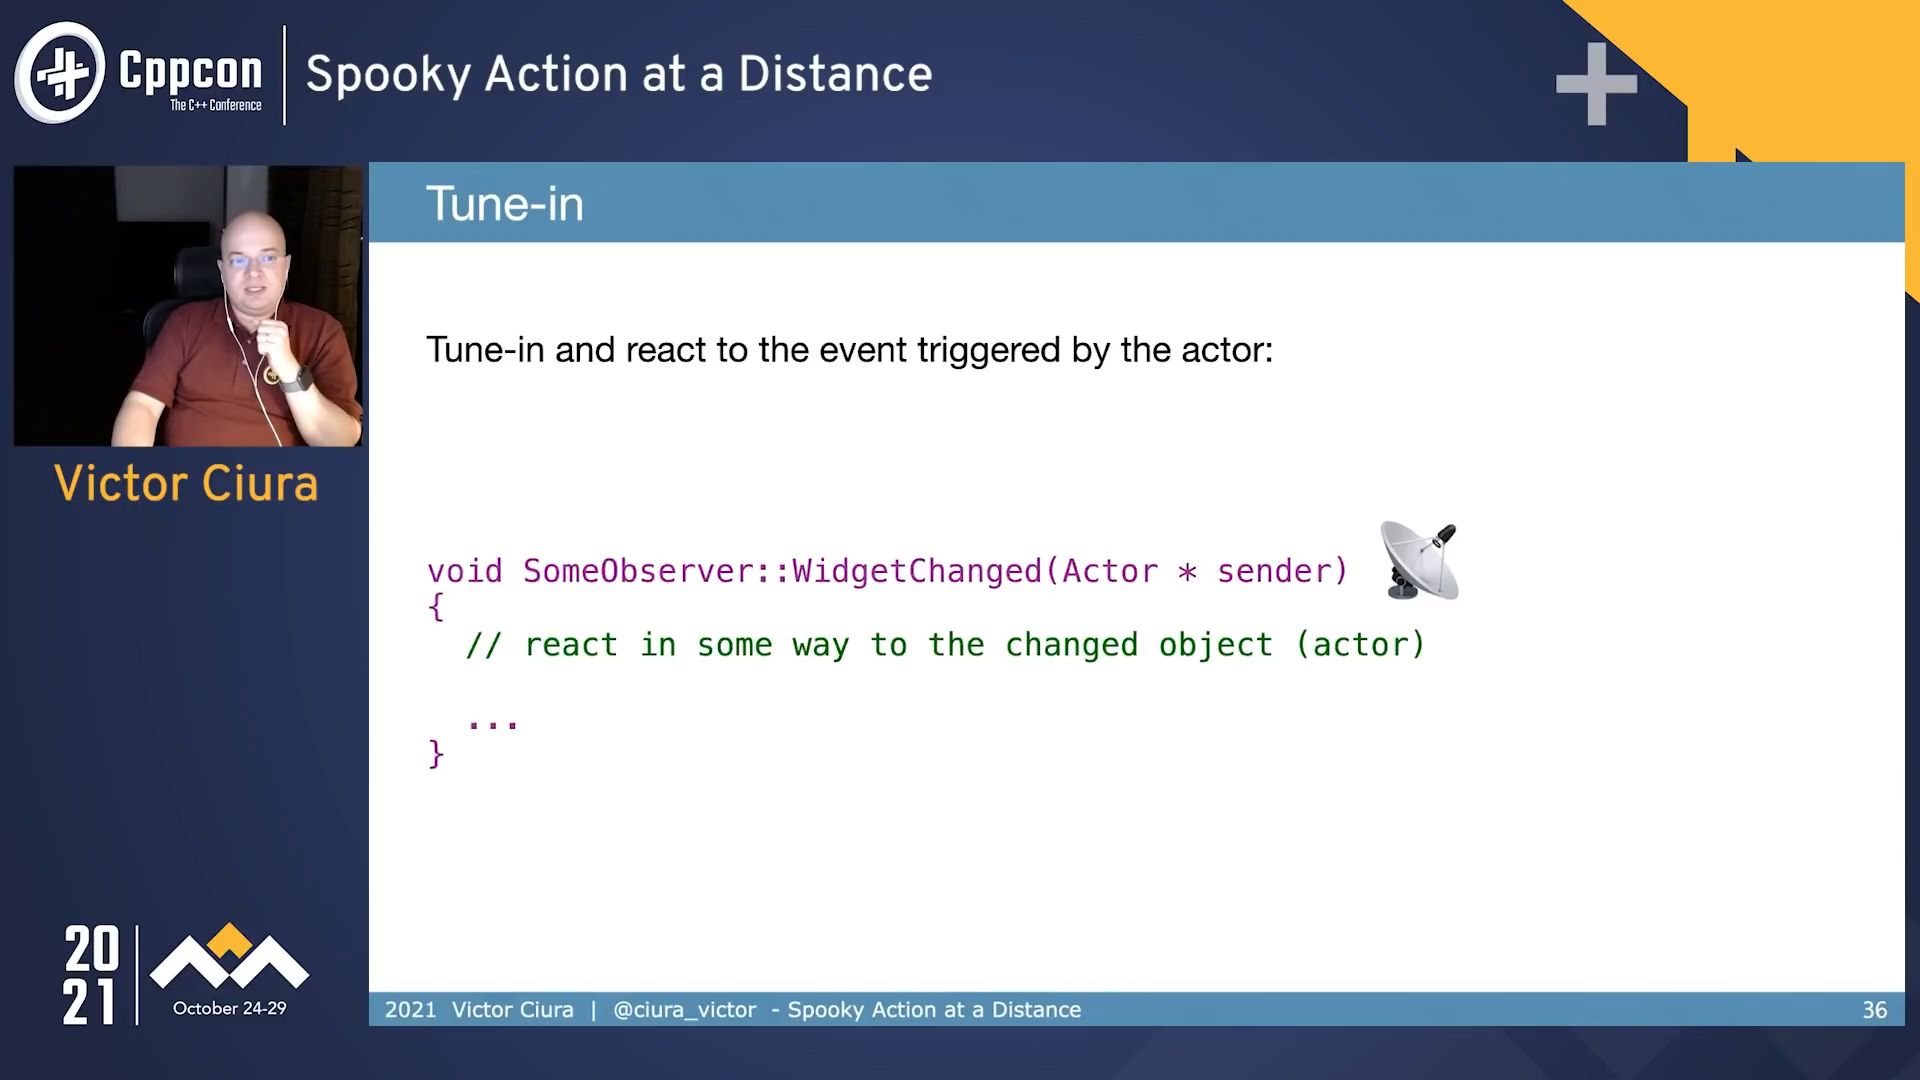 Cppcon
The C++ Conference
Spooky Action at a Distance
Tune-in
Tune-in and react to the event triggered by the actor:
Victor Ciura
void SomeObserver::WidgetChanged(Actor * sender)
{
  // react in some way to the changed object (actor)
  ...
}
20
21
October 24-29
2021 Victor Ciura | @ciura_victor - Spooky Action at a Distance
36